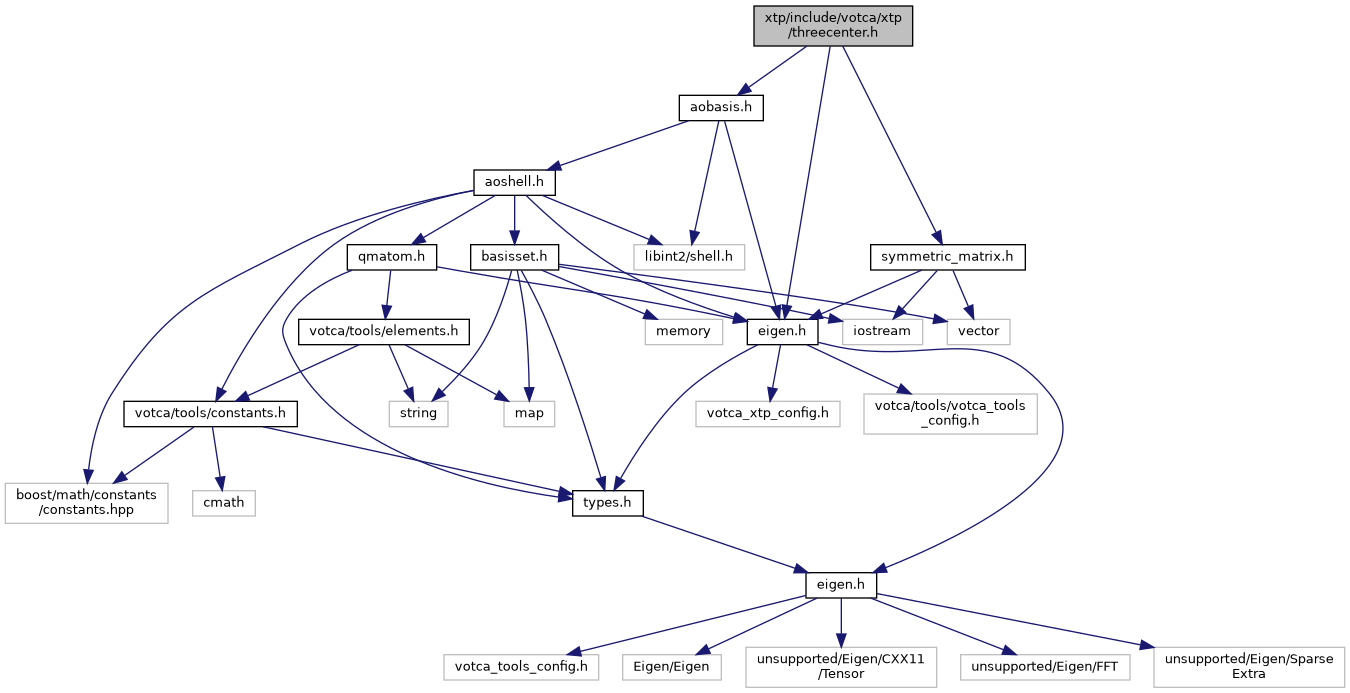 xtp/include/votca/xtp
/threecenter.h
aobasis.h
aoshell.h
qmatom.h
basisset.h
libint2/shell.h
symmetric_matrix.h
votca/tools/elements.h
memory
eigen.h
iostream
vector
votca/tools/constants.h
string
map
votca_xtp_config.h
votca/tools/votca_tools
_config.h
boost/math/constants
/constants.hpp
cmath
types.h
eigen.h
votca_tools_config.h
Eigen/Eigen
unsupported/Eigen/CXX11
/Tensor
unsupported/Eigen/FFT
unsupported/Eigen/Sparse
Extra